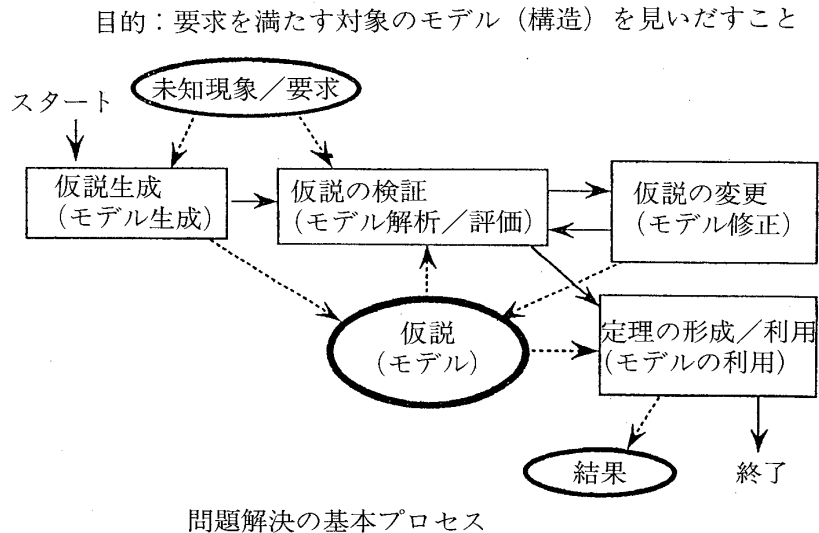 目的：要求を満たす対象のモデル（構造）を見いだすこと
未知現象／要求
スタート
仮説生成
（モデル生成）
仮説の検証
（モデル解析／評価）
仮説の変更
（モデル修正）
仮説
（モデル）
定理の形成／利用
（モデルの利用）
結果
終了
問題解決の基本プロセス